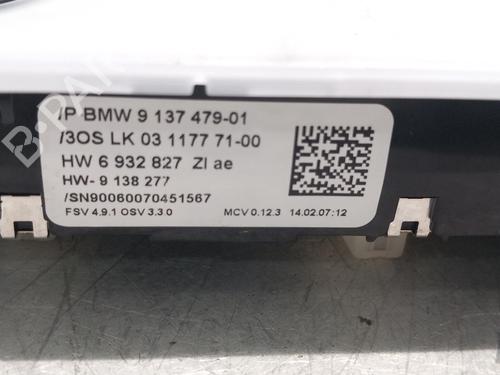 /P BMW 9 137 479-01
/3OS LK 03 1177 71-00
HW 6 932 827 ZI ae
HW- 9 138 277
/SN90060070451567
FSV 4.9.1 OSV 3.3.0 MCV 0.12.3 14.02.07;12